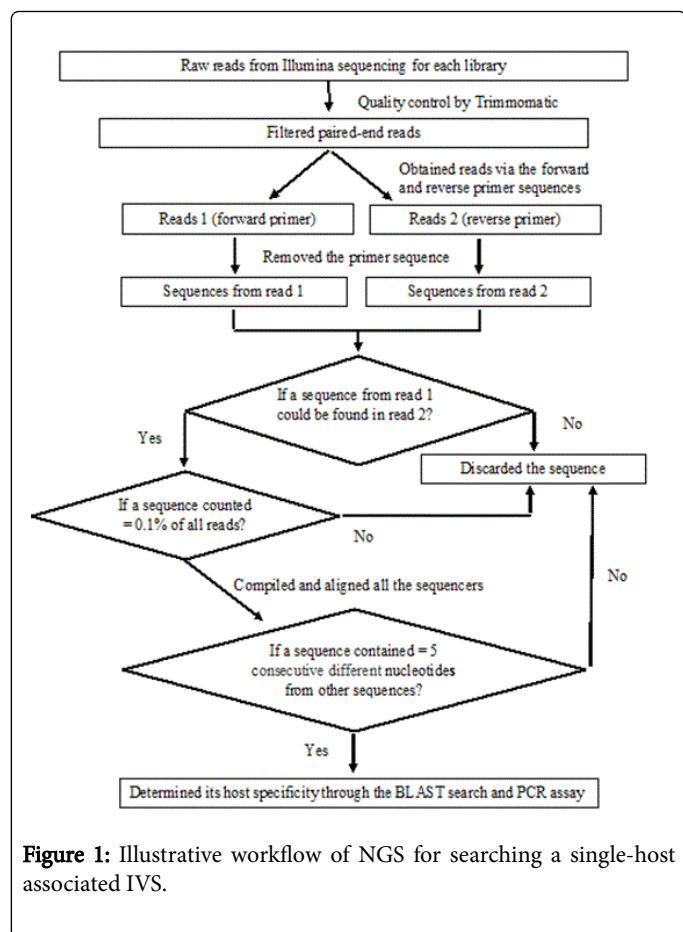 Raw reads from Illumina sequencing for each library
Quality control by Trimmomatic
Filtered paired-end reads
Obtained reads via the forward
and reverse primer sequences
Reads 1 (forward primer)
Reads 2 (reverse primer)
Removed the primer sequence
Sequences from read 1
Sequences from read 2
If a sequence from read 1
could be found in read 2?
Yes
No
Discarded the sequence
If a sequence counted
= 0.1% of all reads?
No
No
Compiled and aligned all the sequencers
If a sequence contained = 5
consecutive different nucleotides
from other sequences?
Yes
Determined its host specificity through the BLAST search and PCR assay
Figure 1: Illustrative workflow of NGS for searching a single-host
associated IVS.